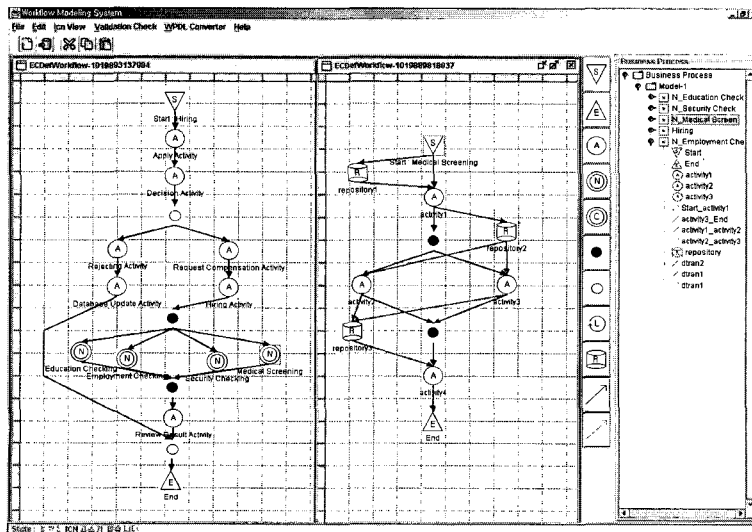 Workflow Modeling System
File Edit Icn View Validation Check WPDL Converter Help
ECDefWorkflow-1019893137984
S
Start Hiring
A
Apply Activity
A
Decision Activity
A
A
Rejecting Activity
Request Compensation Activity
A
A
Database Update Activity
Hiring Activity
N
N
N
N
Education Checking
Employment Checking
Security Checking
Medical Screening
A
Review Result Activity
E
End
ECDefWorkflow-1019889818037
S
Start Medical Screening
R
repository1
A
activity1
R
repository2
A
A
activity2
activity3
R
repository3
A
activity4
E
End
S
E
A
N
C
L
R
Business Process
Business Process
Model-1
N_Education Check
N_Security Check
N_Medical Screen
Hiring
N_Employment Che
Start
End
activity1
activity2
activity3
Start_activity1
activity3_End
activity1_activity2
activity2_activity3
repository
dtran2
dtran1
dtran1
State :